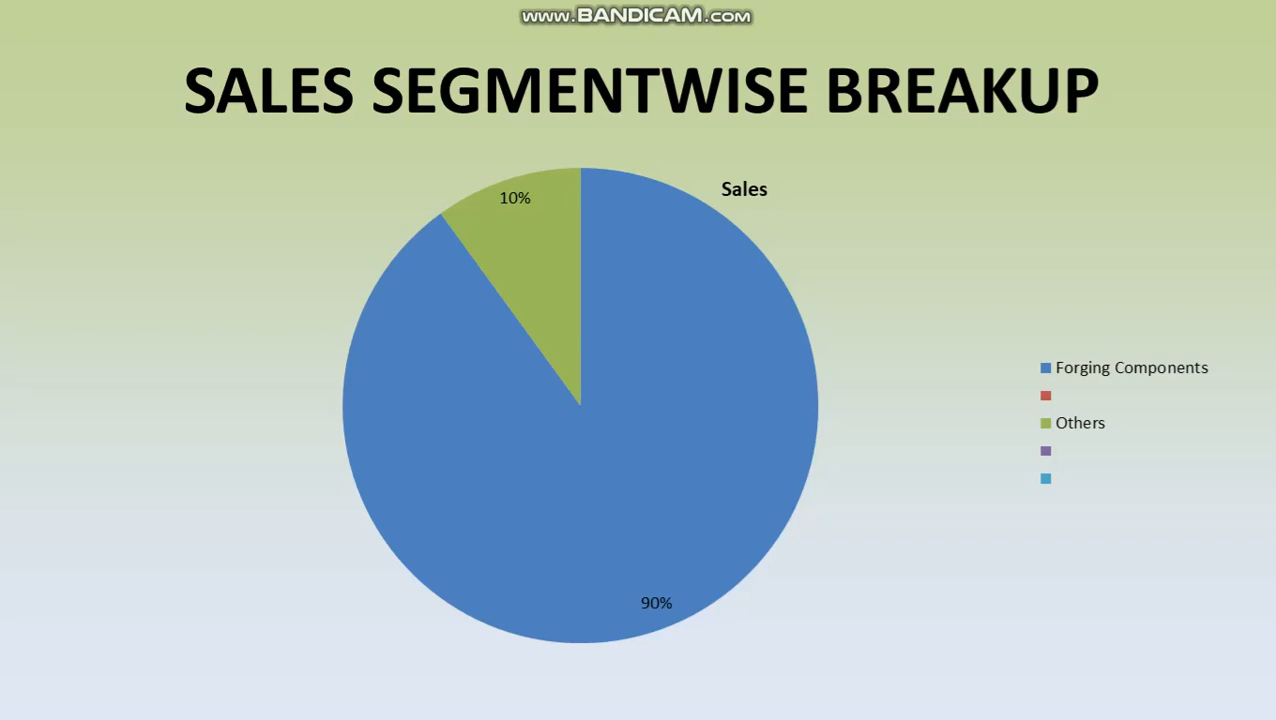 www.BANDICAM.com
SALES SEGMENTWISE BREAKUP
Sales
10%
Forging Components
Others
90%